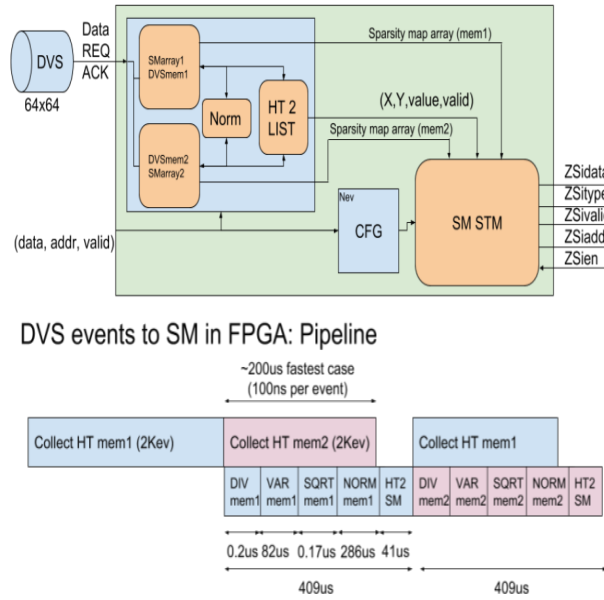 Data
REQ
ACK
DVS
64x64
SMarray1
DVSmem1
Norm
HT 2
LIST
DVSmem2
SMarray2
Sparsity map array (mem1)
(X,Y,value,valid)
Sparsity map array (mem2)
Nev
CFG
SM STM
(data, addr, valid)
ZSidata
ZSitype
ZSivalid
ZSiadd
ZSien
DVS events to SM in FPGA: Pipeline
~200us fastest case
(100ns per event)
Collect HT mem1 (2Kev)
Collect HT mem2 (2Kev)
Collect HT mem1
DIV
mem1
VAR
mem1
SQRT
mem1
NORM
mem1
HT2
SM
DIV
mem2
VAR
mem2
SQRT
mem2
NORM
mem2
HT2
SM
0.2us
82us
0.17us
286us
41us
409us
409us